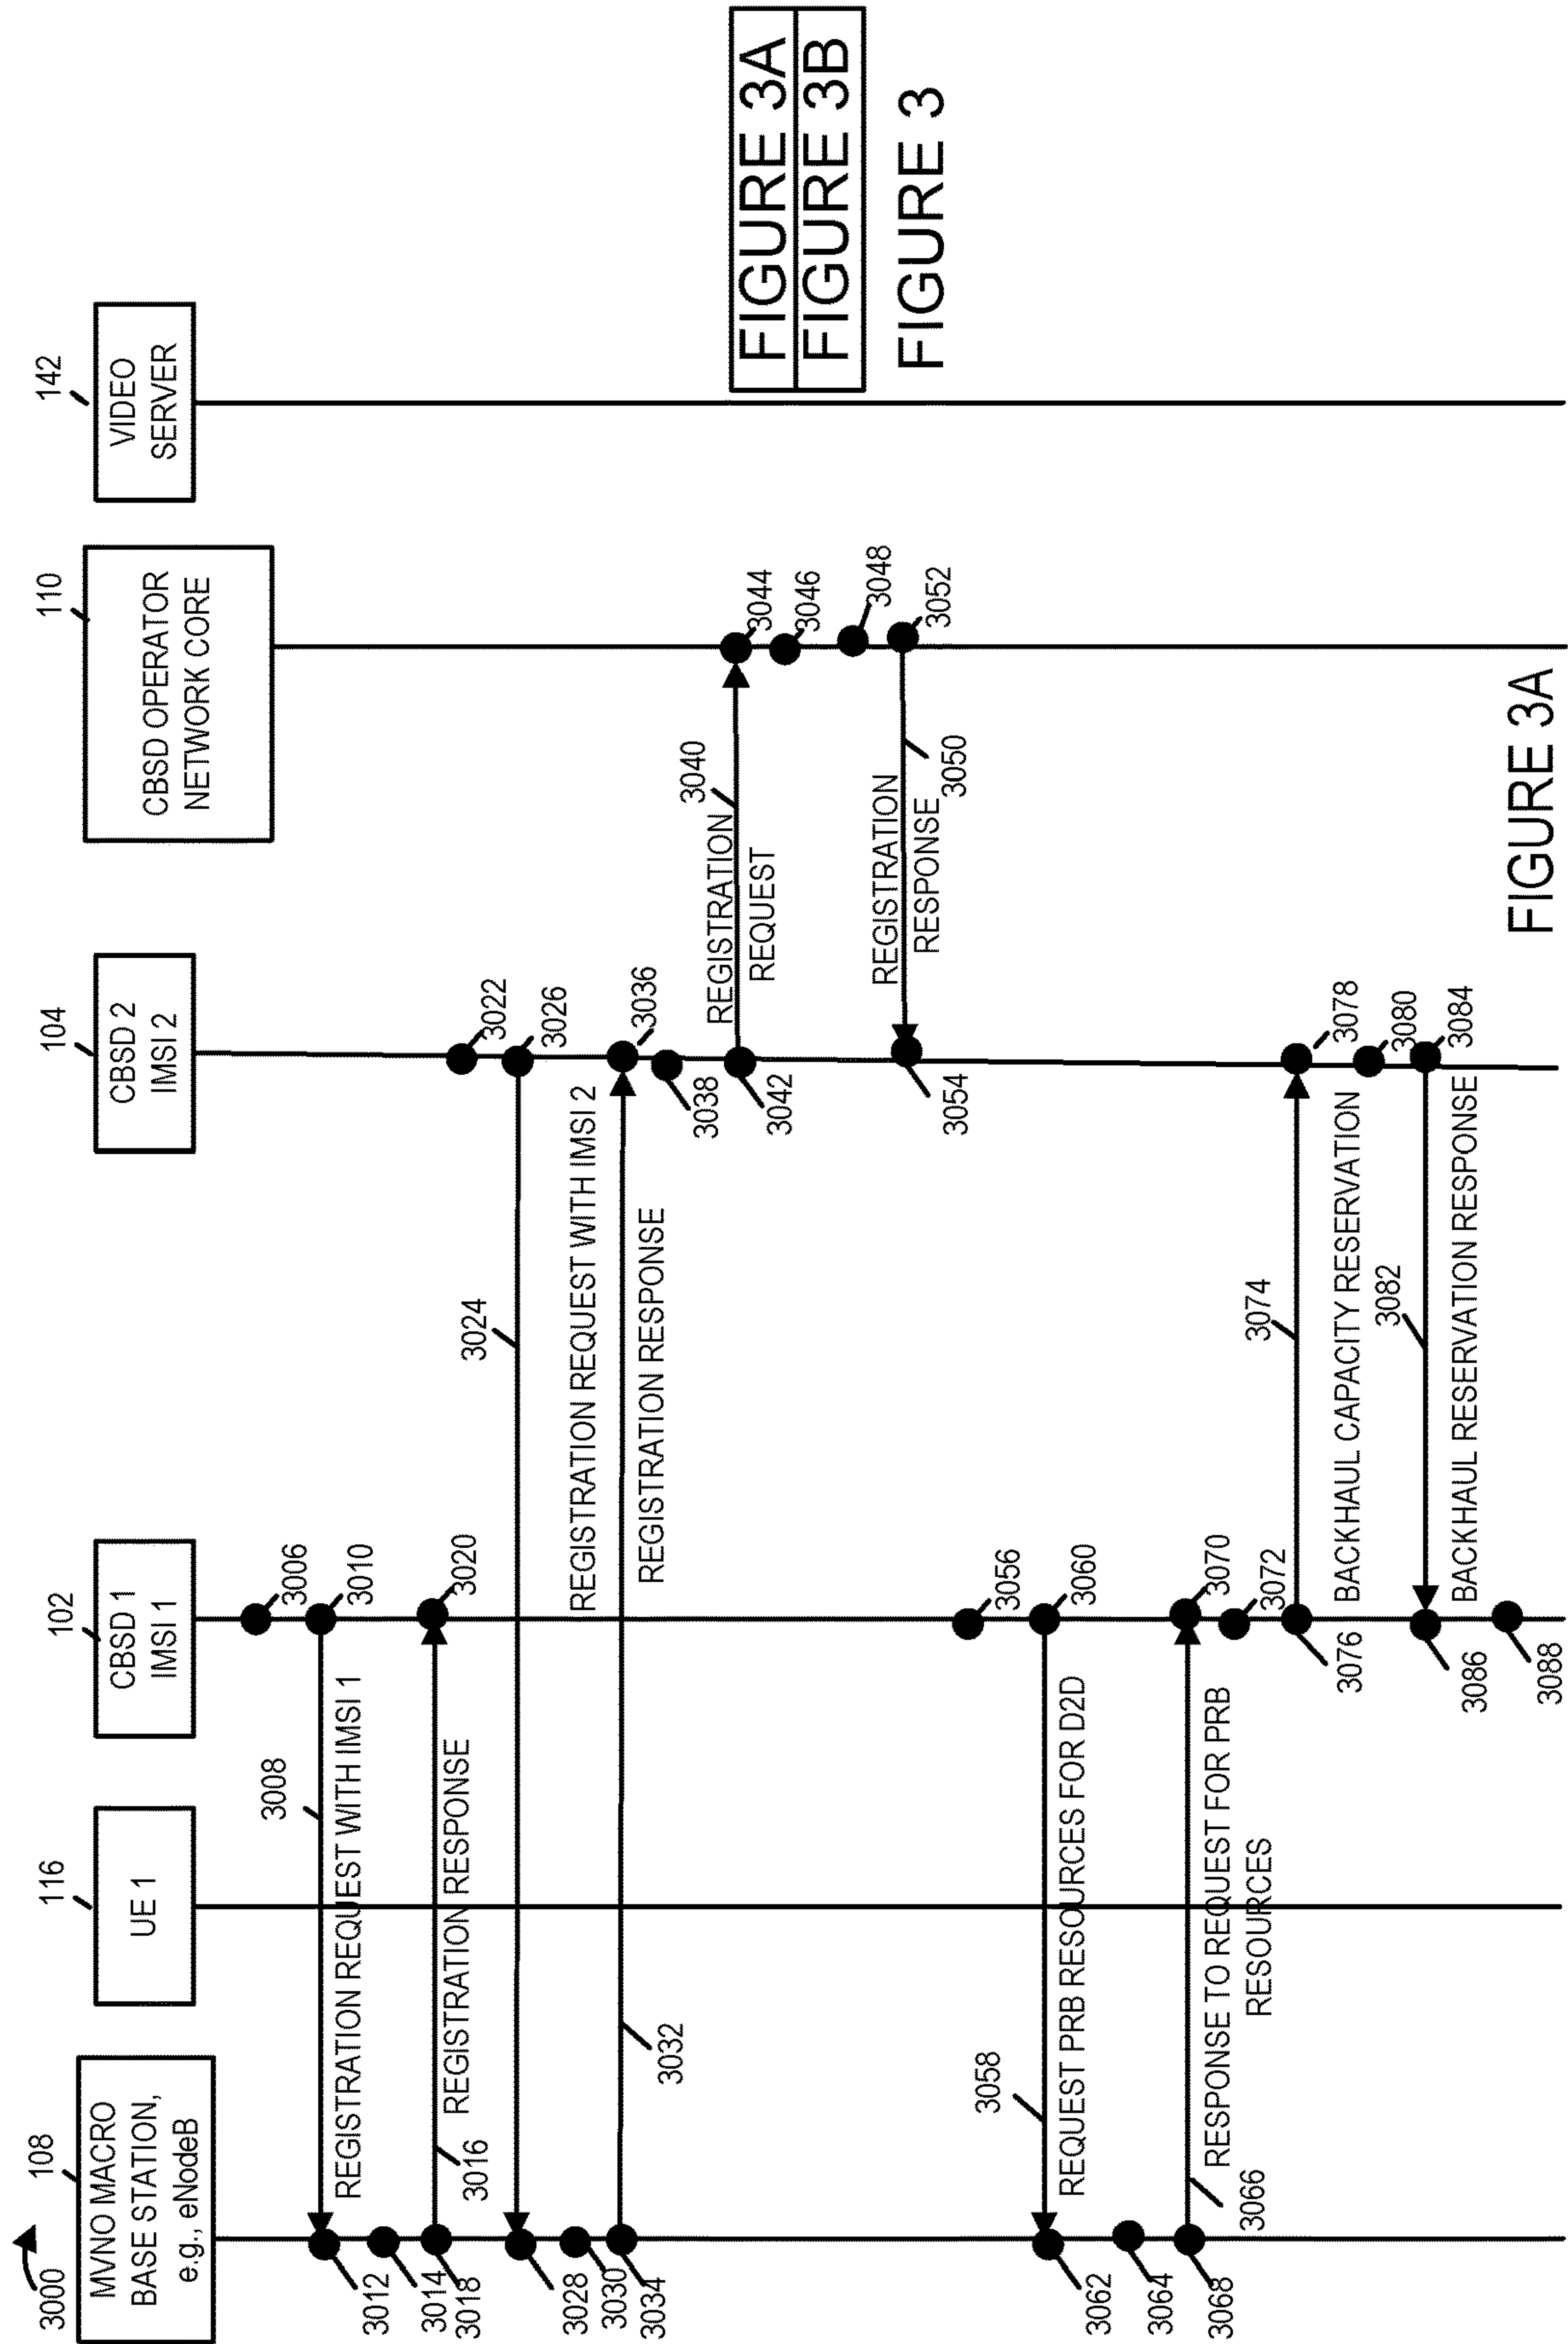 3000
108
MVNO MACRO
BASE STATION,
e.g., eNodeB
116
UE 1
102
CBSD 1
IMSI 1
104
CBSD 2
IMSI 2
110
CBSD OPERATOR
NETWORK CORE
142
VIDEO
SERVER
3006
3008
3010
3012
REGISTRATION REQUEST WITH IMSI 1
3014
3016
3018
3020
REGISTRATION RESPONSE
3022
3024
3026
3028
REGISTRATION REQUEST WITH IMSI 2
3030
3032
3034
3036
REGISTRATION RESPONSE
3038
3040
3042
3044
REGISTRATION
REQUEST
3046
3048
3050
3052
3054
REGISTRATION
RESPONSE
3056
3058
3060
3062
REQUEST PRB RESOURCES FOR D2D
3064
3066
3068
3070
RESPONSE TO REQUEST FOR PRB
RESOURCES
3072
3074
3076
3078
BACKHAUL CAPACITY RESERVATION
3080
3082
3084
3086
BACKHAUL RESERVATION RESPONSE
3088
FIGURE 3A
FIGURE 3B
FIGURE 3
FIGURE 3A